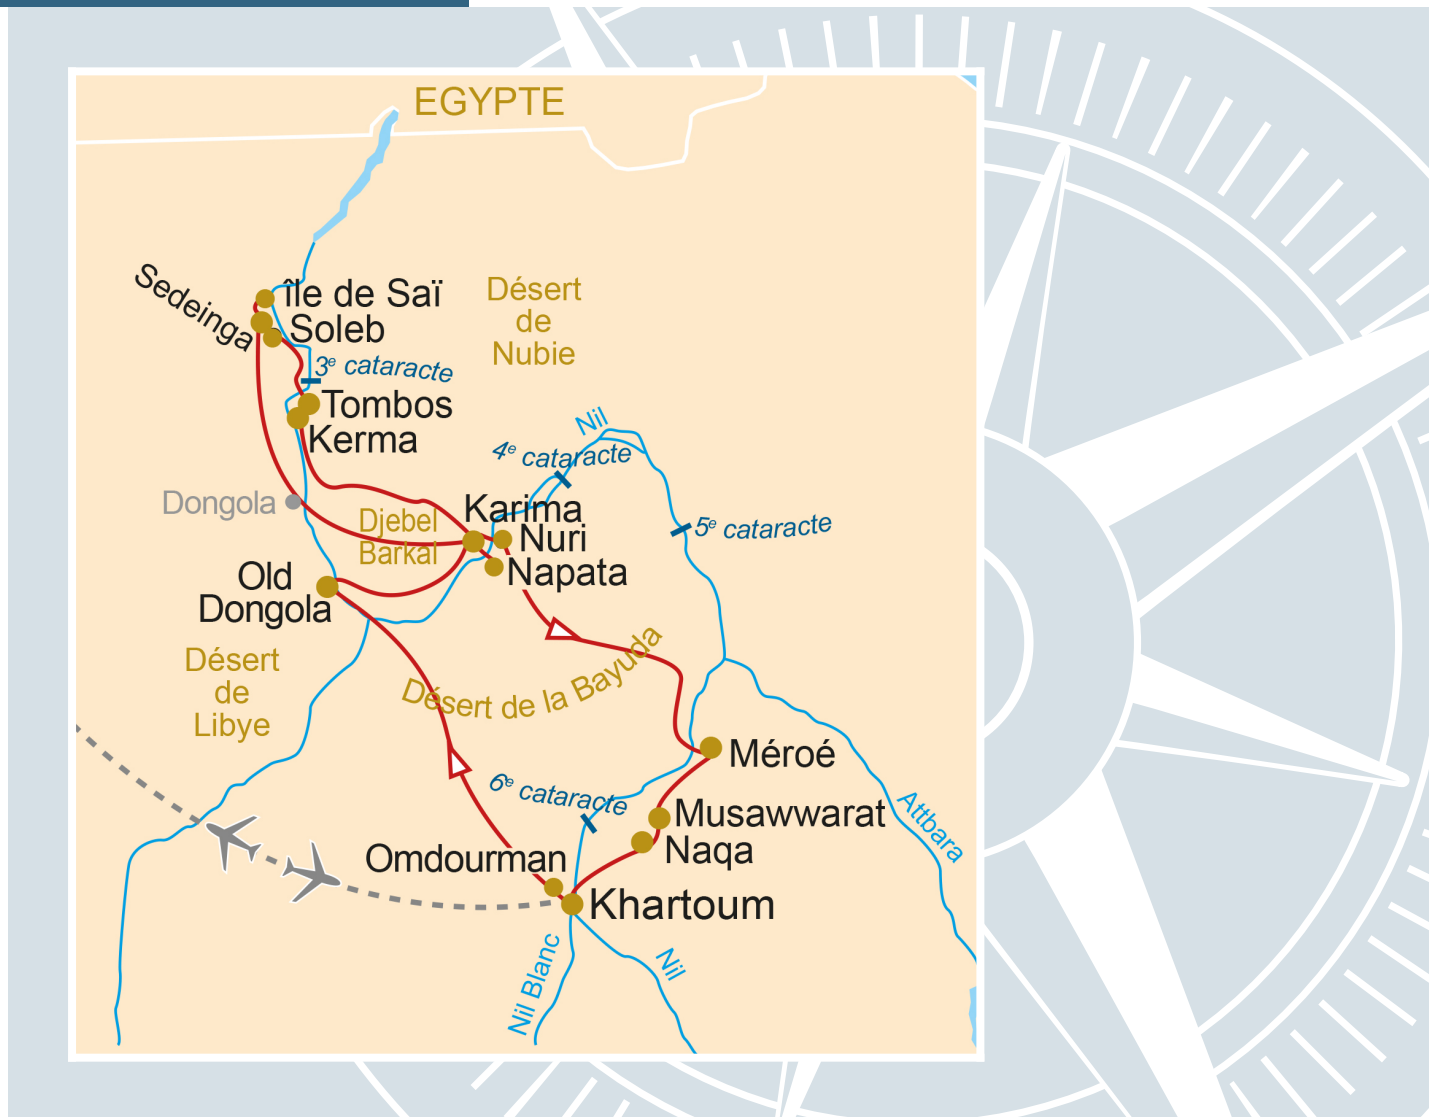 EGYPTE
Sedeinga
île de Saï
Soleb
Désert
de
Nubie
3e cataracte
Tombos
Kerma
Nil
4e cataracte
Dongola
Djebel
Barkal
Karima
Nuri
Napata
5e cataracte
Old
Dongola
Désert
de
Libye
Désert de la Bayuda
Méroé
6e cataracte
Musawwarat
Naqa
Attbara
Omdourman
Khartoum
Nil Blanc
Nil